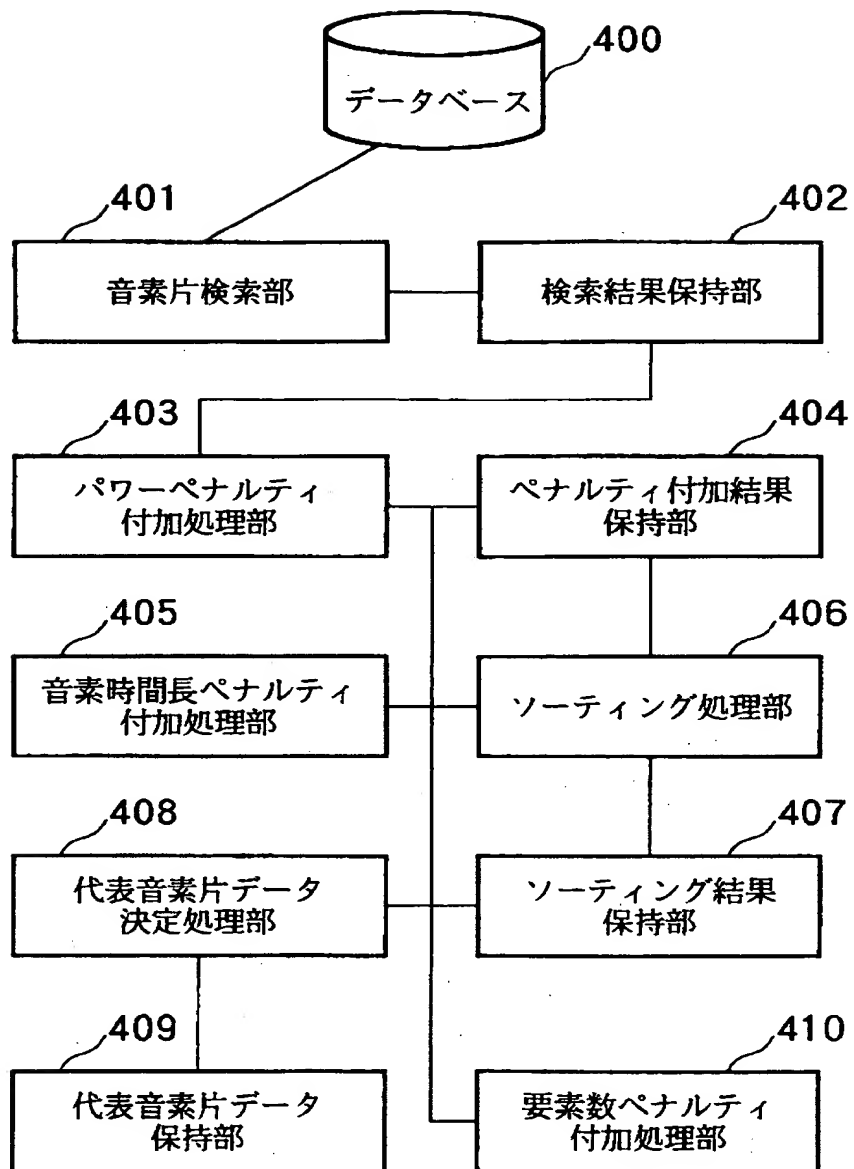 400
データベース
401
音素片検索部
402
検索結果保持部
403
パワーペナルティ
付加処理部
404
ペナルティ付加結果
保持部
405
音素時間長ペナルティ
付加処理部
406
ソーティング処理部
408
代表音素片データ
決定処理部
407
ソーティング結果
保持部
409
代表音素片データ
保持部
410
要素数ペナルティ
付加処理部